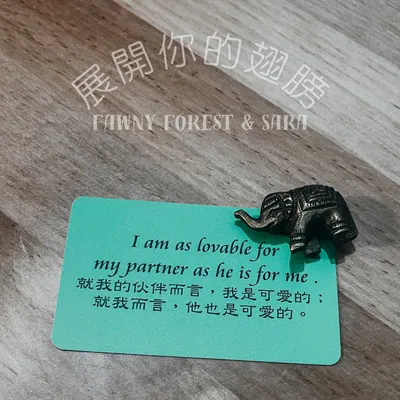 展開你的翅膀
FAWNY FOREST & SARA
I am as lovable for
my partner as he is for me .
就我的伙伴而言，我是可愛的；
就我而言，他也是可愛的。